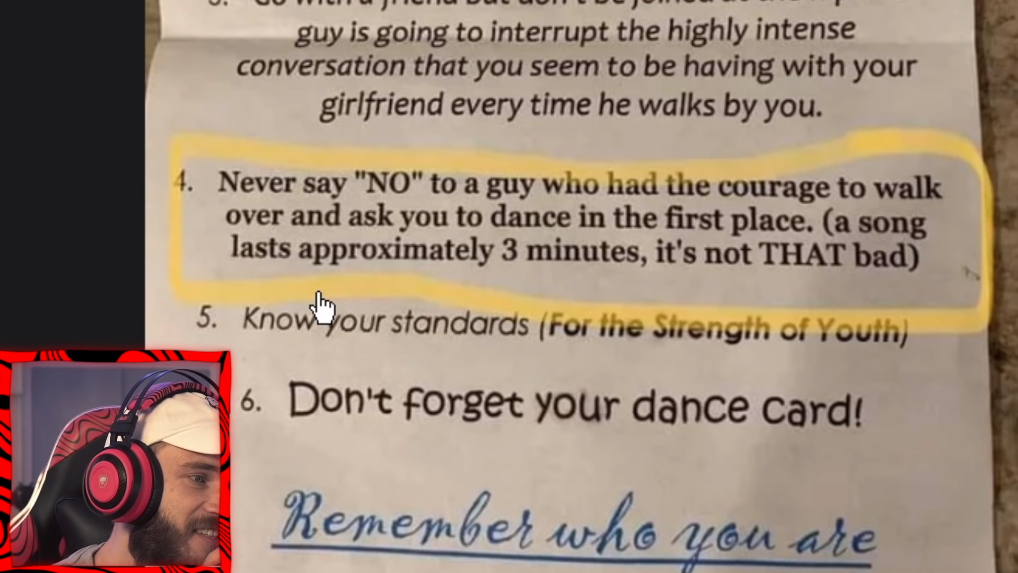 guy is going to interrupt the highly intense
conversation that you seem to be having with your
girlfriend every time he walks by you.
4. Never say "NO" to a guy who had the courage to walk
over and ask you to dance in the first place. (a song
lasts approximately 3 minutes, it's not THAT bad)
5. Know your standards (For the Strength of Youth)
6. Don't forget your dance card!
Remember who you are